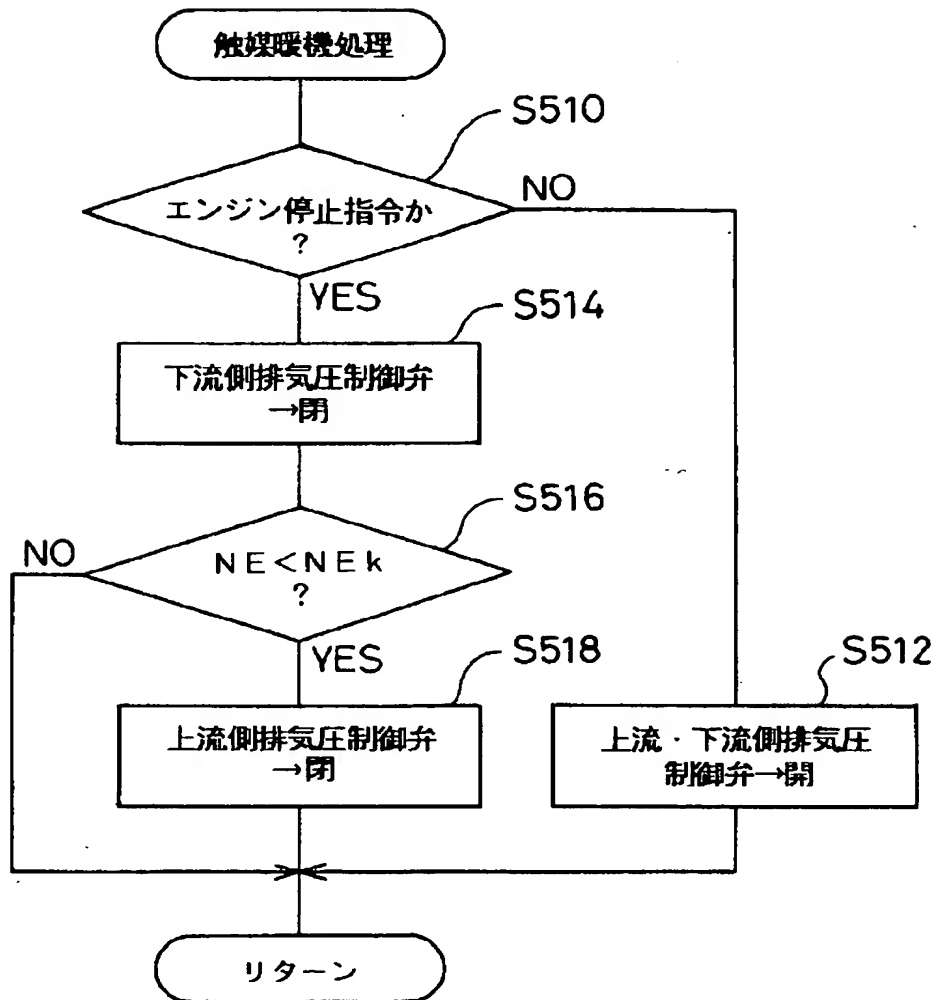 触媒暖機処理
S510
エンジン停止指令か
?
NO
YES
S514
下流側排気圧制御弁
→閉
S516
NE<NEk
?
NO
YES
S518
上流側排気圧制御弁
→閉
S512
上流・下流側排気圧
制御弁→開
リターン